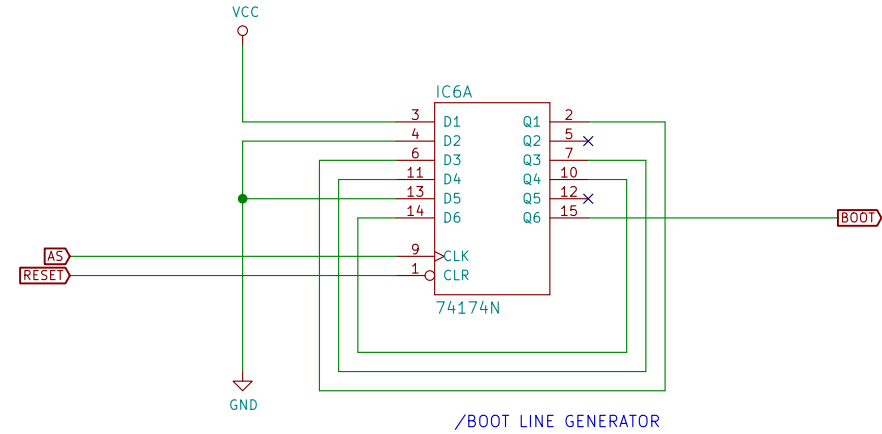 VCC
IC6A
3 D1 Q1 2
4 D2 Q2 5
6 D3 Q3 7
11 D4 Q4 10
13 D5 Q5 12
14 D6 Q6 15
BOOT
AS 9 CLK
RESET 1 CLR
74174N
GND
/BOOT LINE GENERATOR